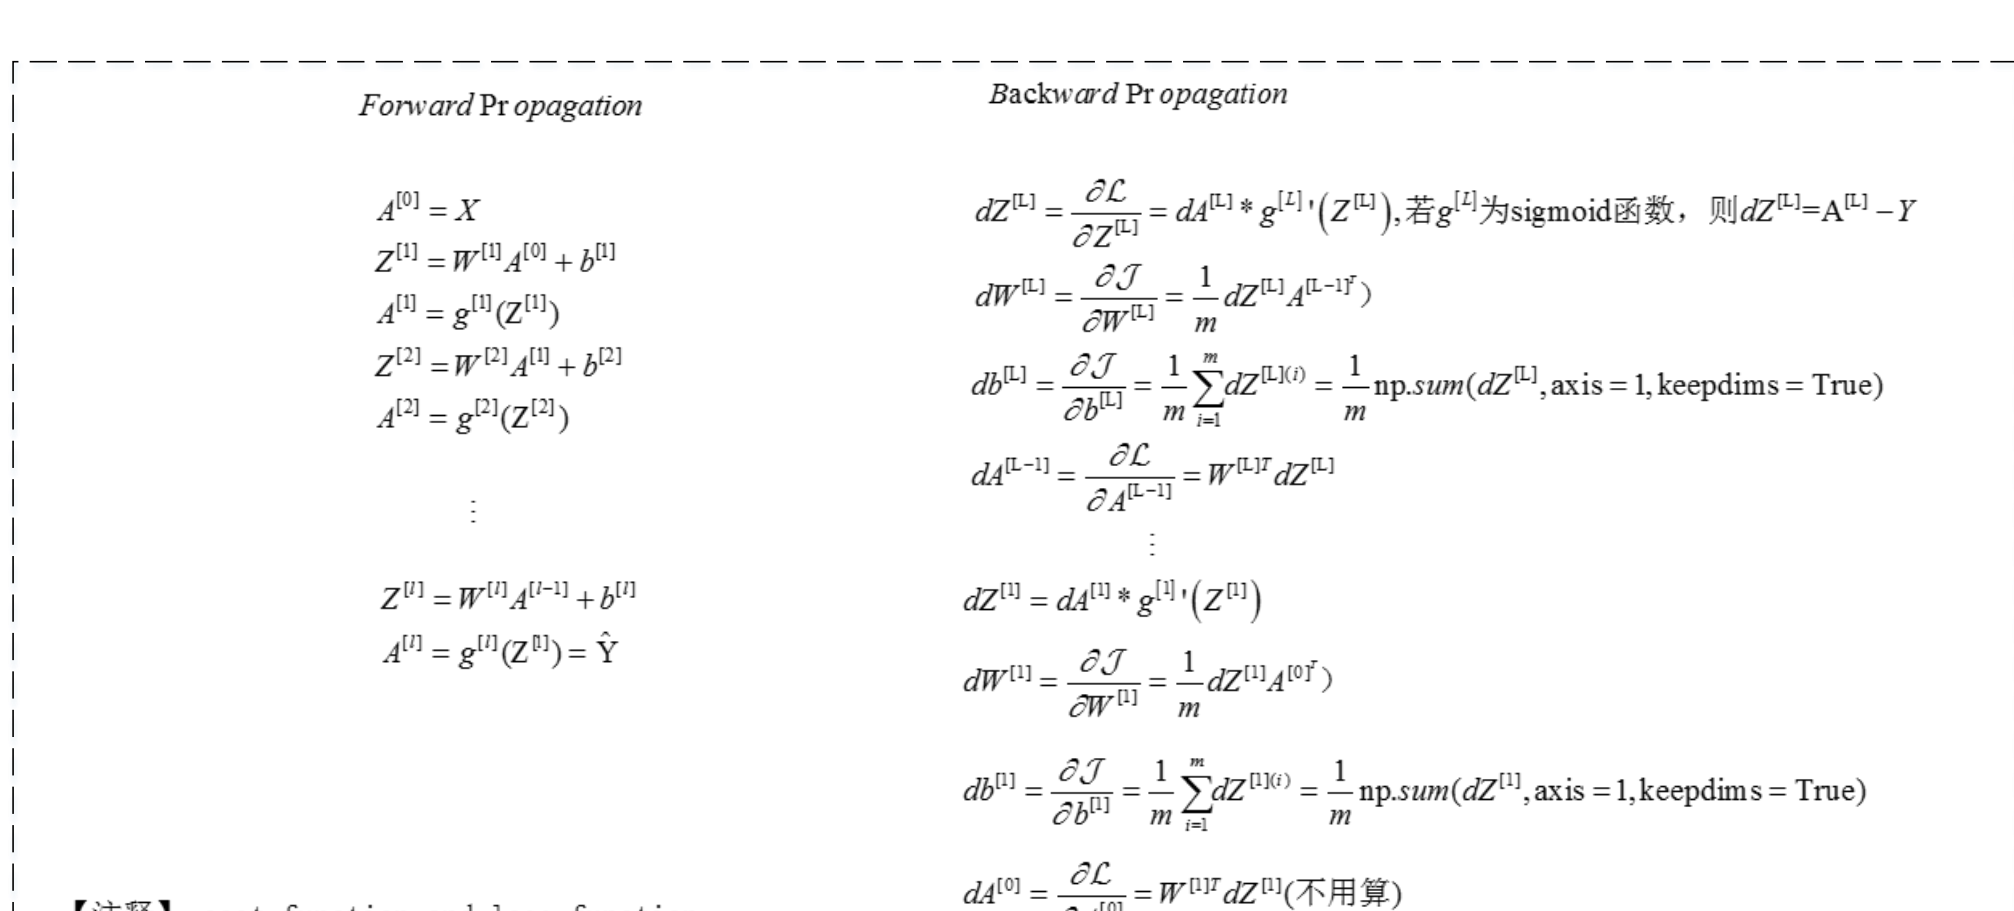 Forward Propagation
A^[0] = X
Z^[1] = W^[1] A^[0] + b^[1]
A^[1] = g^[1](Z^[1])
Z^[2] = W^[2] A^[1] + b^[2]
A^[2] = g^[2](Z^[2])
⋮
Z^[l] = W^[l] A^[l−1] + b^[l]
A^[l] = g^[l](Z^[l]) = Ŷ
Backward Propagation
dZ^[L] = ∂ℒ/∂Z^[L] = dA^[L] * g^[L]'(Z^[L]),若g^[L]为sigmoid函数，则dZ^[L]=A^[L] −Y
dW^[L] = ∂𝒥/∂W^[L] = 1/m dZ^[L] A^[L−1]^T)
db^[L] = ∂𝒥/∂b^[L] = 1/m ∑_{i=1}^{m} dZ^[L](i) = 1/m np.sum(dZ^[L], axis = 1, keepdims = True)
dA^[L−1] = ∂ℒ/∂A^[L−1] = W^[L]T dZ^[L]
⋮
dZ^[1] = dA^[1] * g^[1]'(Z^[1])
dW^[1] = ∂𝒥/∂W^[1] = 1/m dZ^[1] A^[0]^T)
db^[1] = ∂𝒥/∂b^[1] = 1/m ∑_{i=1}^{m} dZ^[1](i) = 1/m np.sum(dZ^[1], axis = 1, keepdims = True)
dA^[0] = ∂ℒ/∂A^[0] = W^[1]T dZ^[1](不用算)
【注释】